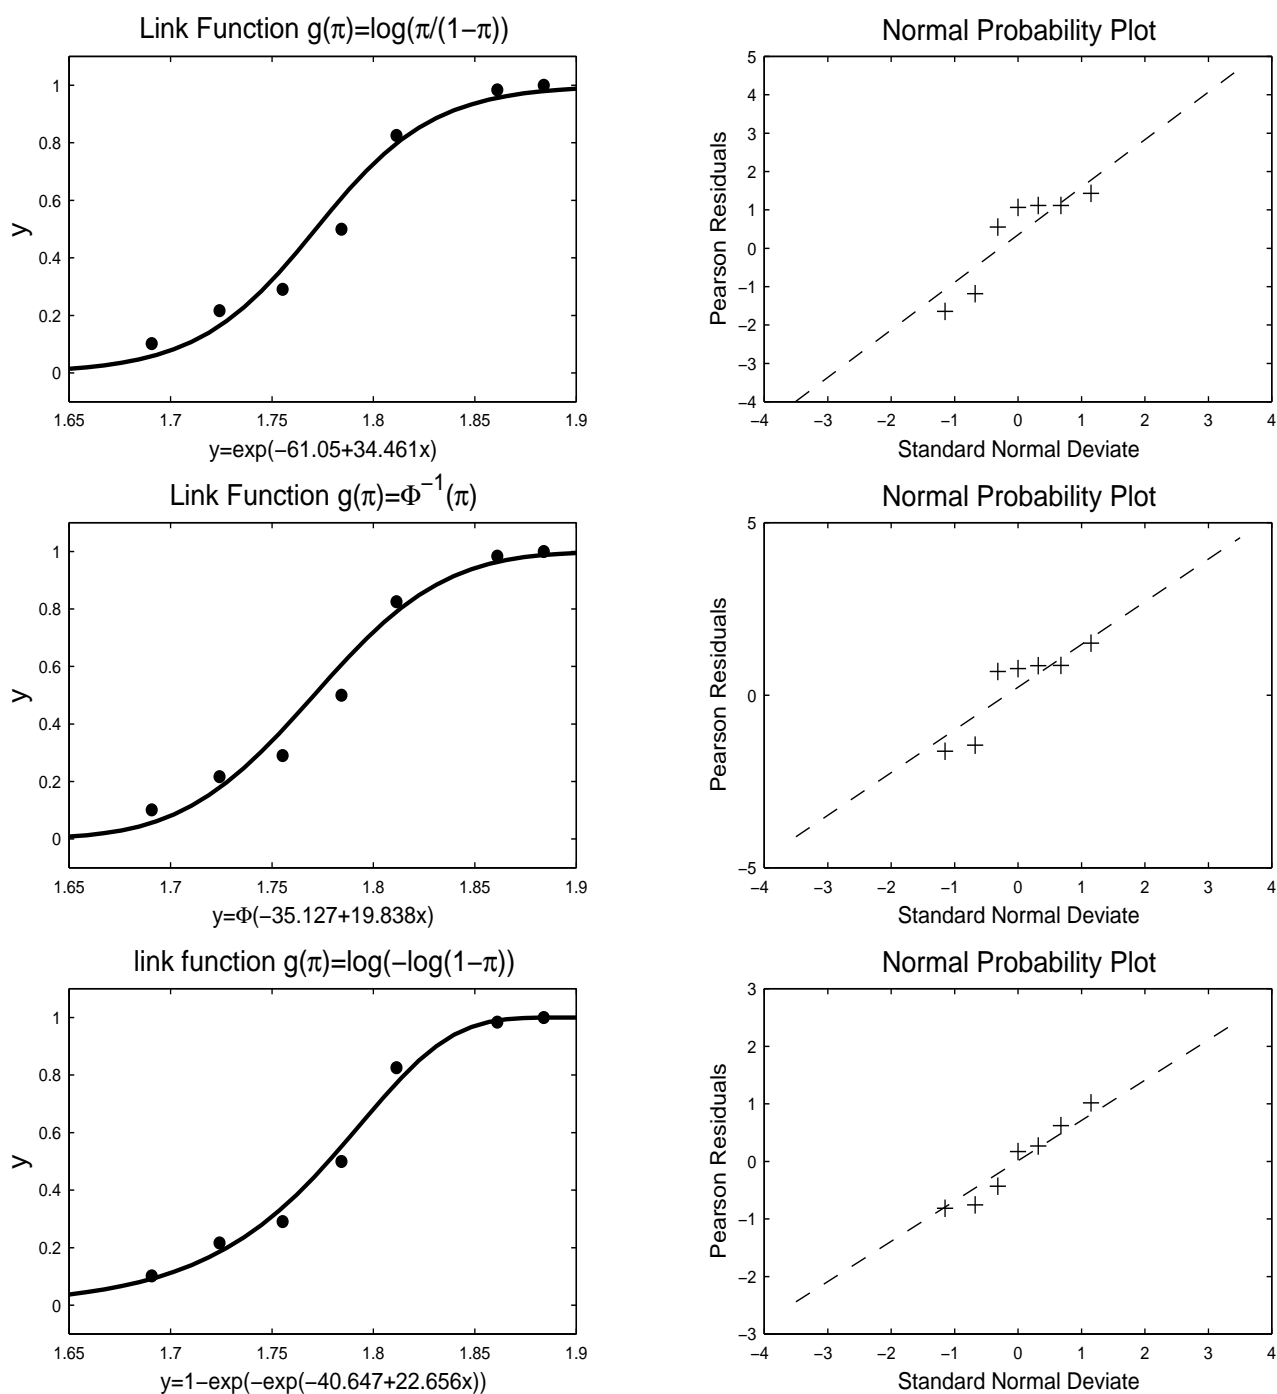 Link Function g(π)=log(π/(1−π))
y
1
0.8
0.6
0.4
0.2
0
1.65 1.7 1.75 1.8 1.85 1.9
y=exp(−61.05+34.461x)
Normal Probability Plot
Pearson Residuals
5
4
3
2
1
0
−1
−2
−3
−4
−4 −3 −2 −1 0 1 2 3 4
Standard Normal Deviate
Link Function g(π)=Φ⁻¹(π)
y
1
0.8
0.6
0.4
0.2
0
1.65 1.7 1.75 1.8 1.85 1.9
y=Φ(−35.127+19.838x)
Normal Probability Plot
Pearson Residuals
5
0
−5
−4 −3 −2 −1 0 1 2 3 4
Standard Normal Deviate
link function g(π)=log(−log(1−π))
y
1
0.8
0.6
0.4
0.2
0
1.65 1.7 1.75 1.8 1.85 1.9
y=1−exp(−exp(−40.647+22.656x))
Normal Probability Plot
Pearson Residuals
3
2
1
0
−1
−2
−3
−4 −3 −2 −1 0 1 2 3 4
Standard Normal Deviate